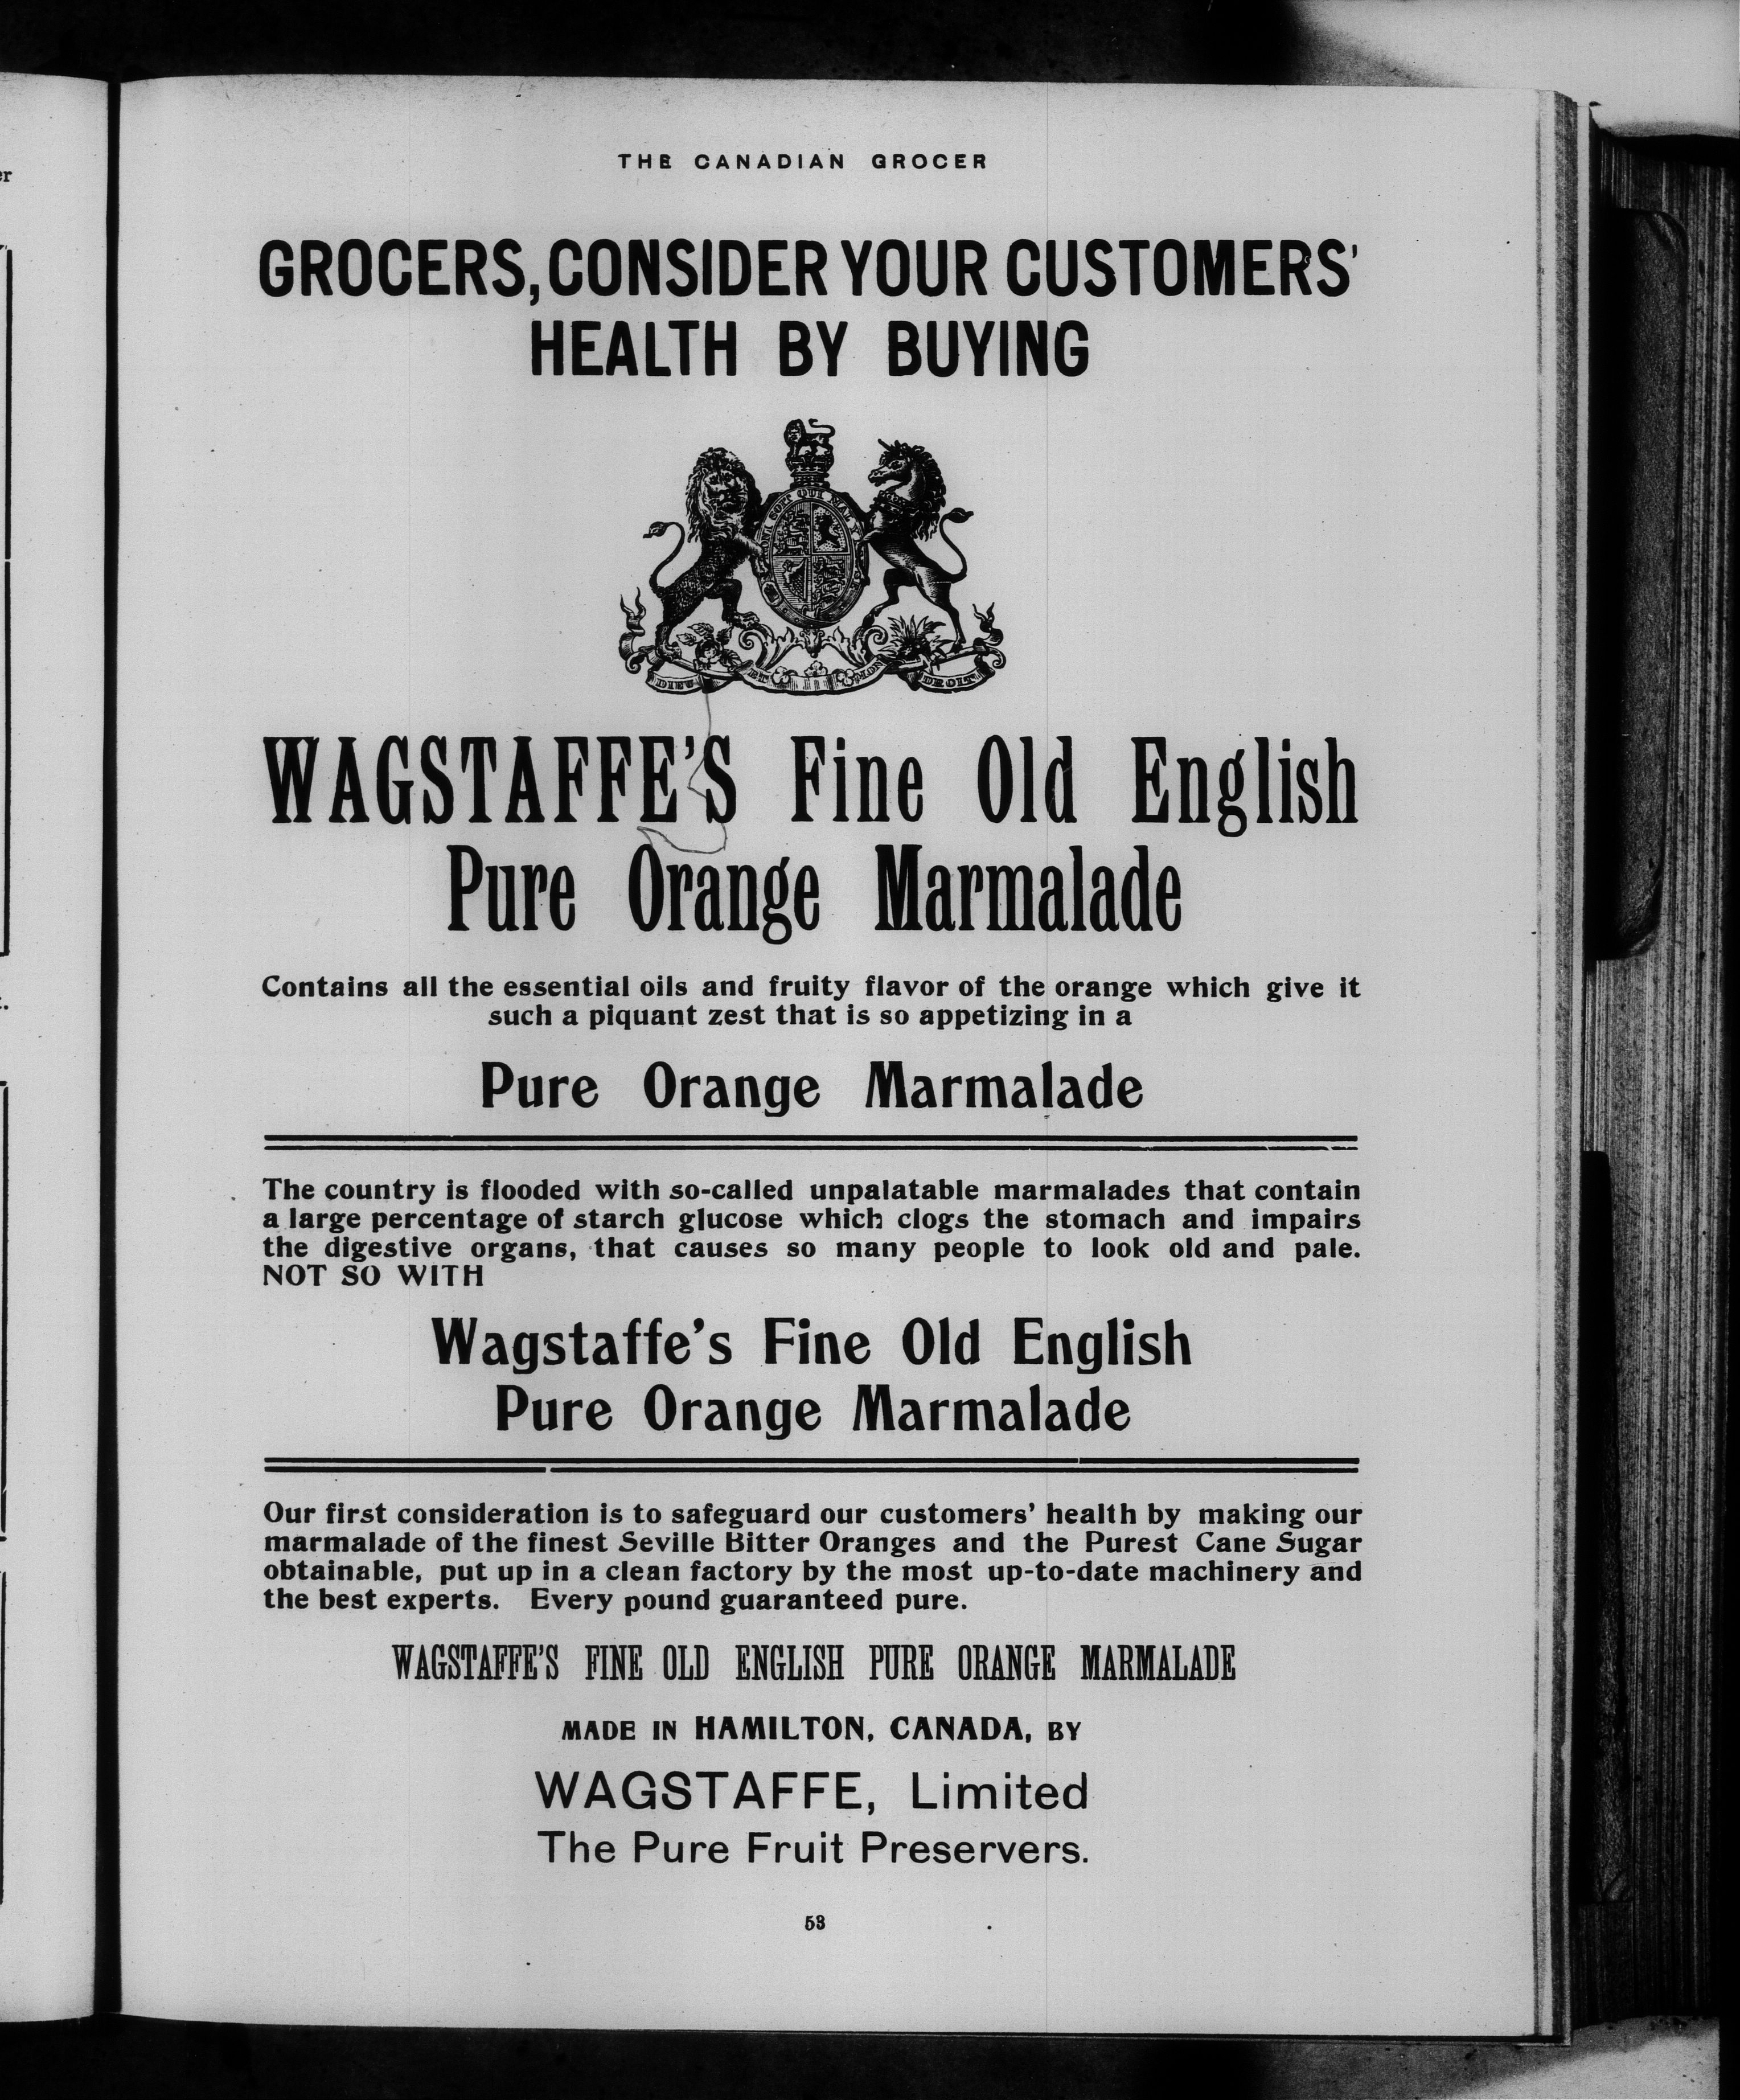 THE CANADIAN GROCER
GROCERS, CONSIDER YOUR CUSTOMERS'
HEALTH BY BUYING
SOIT QUI MAL Y
DIEU ET MON DROIT
WAGSTAFFE'S Fine Old English
Pure Orange Marmalade
Contains all the essential oils and fruity flavor of the orange which give it
such a piquant zest that is so appetizing in a
Pure Orange Marmalade
The country is flooded with so-called unpalatable marmalades that contain
a large percentage of starch glucose which clogs the stomach and impairs
the digestive organs, that causes so many people to look old and pale.
NOT SO WITH
Wagstaffe's Fine Old English
Pure Orange Marmalade
Our first consideration is to safeguard our customers' health by making our
marmalade of the finest Seville Bitter Oranges and the Purest Cane Sugar
obtainable, put up in a clean factory by the most up-to-date machinery and
the best experts. Every pound guaranteed pure.
WAGSTAFFE'S FINE OLD ENGLISH PURE ORANGE MARMALADE
MADE IN HAMILTON, CANADA, BY
WAGSTAFFE, Limited
The Pure Fruit Preservers.
53